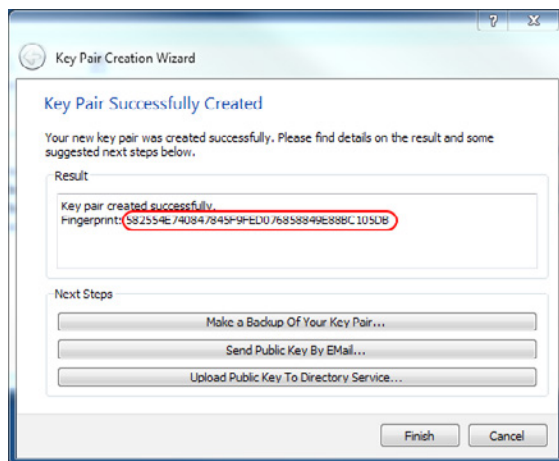 Key Pair Creation Wizard
Key Pair Successfully Created
Your new key pair was created successfully. Please find details on the result and some
suggested next steps below.
Result
Key pair created successfully.
Fingerprint: 582554E740847845F9FED076858849E88BC105DB
Next Steps
Make a Backup Of Your Key Pair...
Send Public Key By EMail...
Upload Public Key To Directory Service...
Finish
Cancel